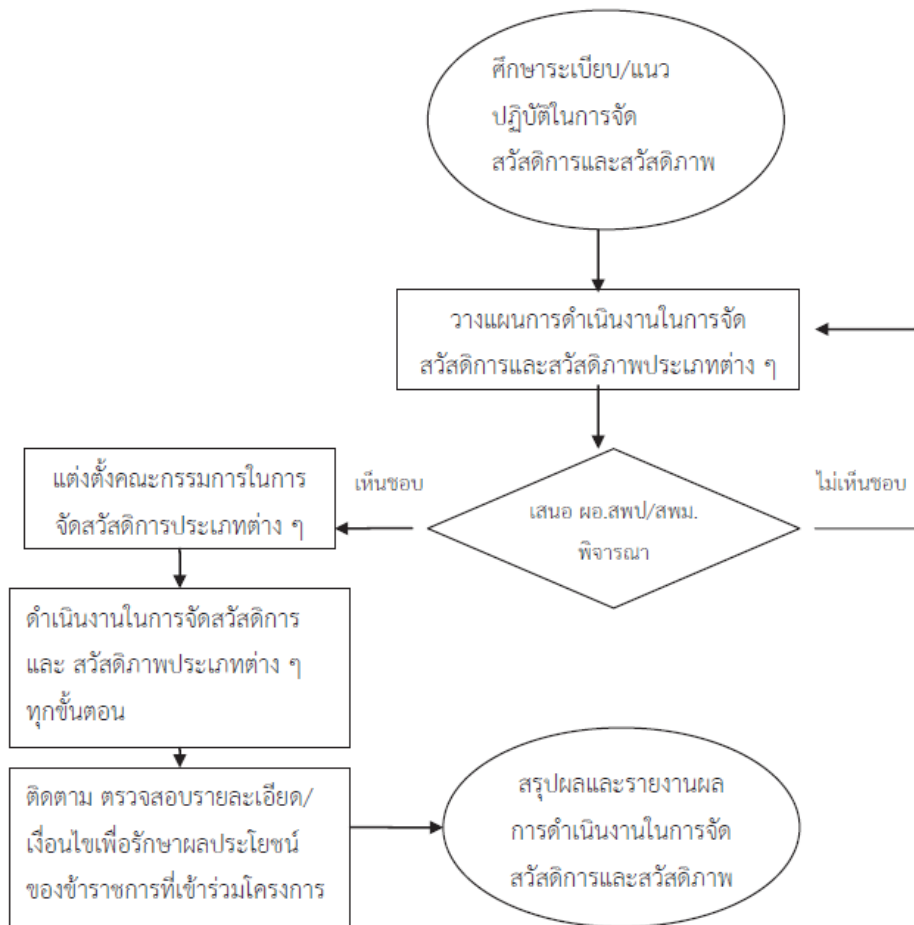 ศึกษาระเบียบ/แนว
ปฏิบัติในการจัด
สวัสดิการและสวัสดิภาพ
วางแผนการดำเนินงานในการจัด
สวัสดิการและสวัสดิภาพประเภทต่าง ๆ
เสนอ ผอ.สพป/สพม.
พิจารณา
ไม่เห็นชอบ
เห็นชอบ
แต่งตั้งคณะกรรมการในการ
จัดสวัสดิการประเภทต่าง ๆ
ดำเนินงานในการจัดสวัสดิการ
และ สวัสดิภาพประเภทต่าง ๆ
ทุกขั้นตอน
ติดตาม ตรวจสอบรายละเอียด/
เงื่อนไขเพื่อรักษาผลประโยชน์
ของข้าราชการที่เข้าร่วมโครงการ
สรุปผลและรายงานผล
การดำเนินงานในการจัด
สวัสดิการและสวัสดิภาพ